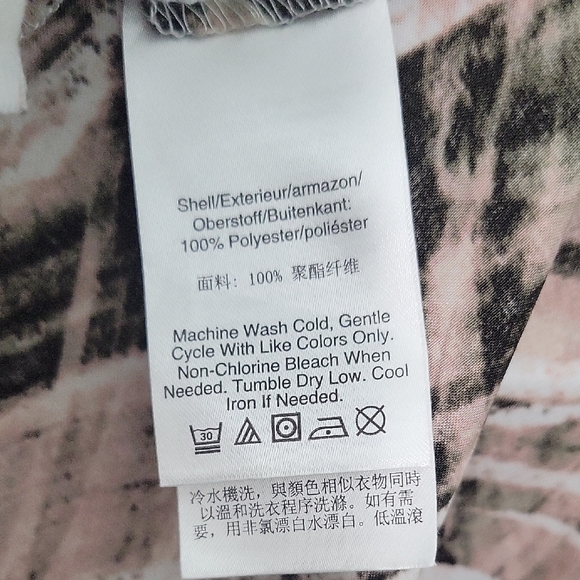 Shell/Exterieur/armazon/
Oberstoff/Buitenkant:
100% Polyester/poliéster
面料: 100% 聚酯纤维
Machine Wash Cold, Gentle
Cycle With Like Colors Only.
Non-Chlorine Bleach When
Needed. Tumble Dry Low. Cool
Iron If Needed.
30
冷水機洗，與顏色相似衣物同時
以溫和洗衣程序洗滌. 如有需
要，用非氯漂白水漂白。低溫滾